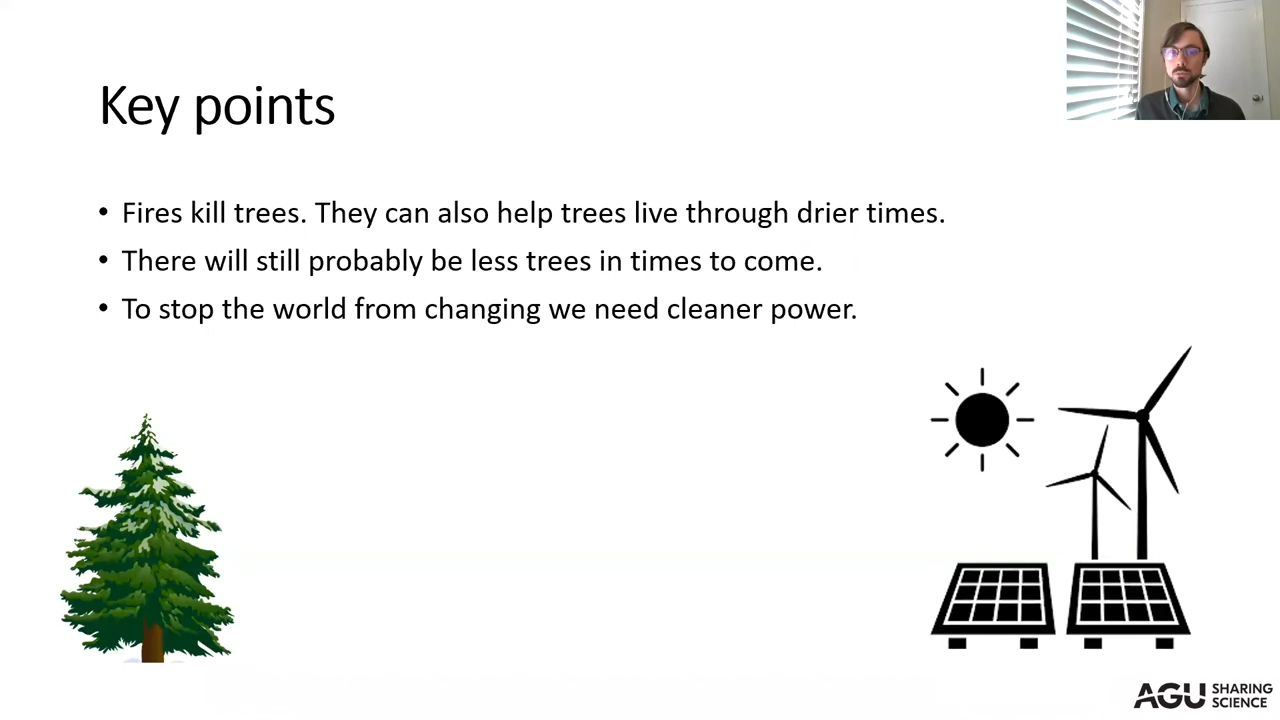 Key points
• Fires kill trees. They can also help trees live through drier times.
• There will still probably be less trees in times to come.
• To stop the world from changing we need cleaner power.
AGU SHARING
SCIENCE